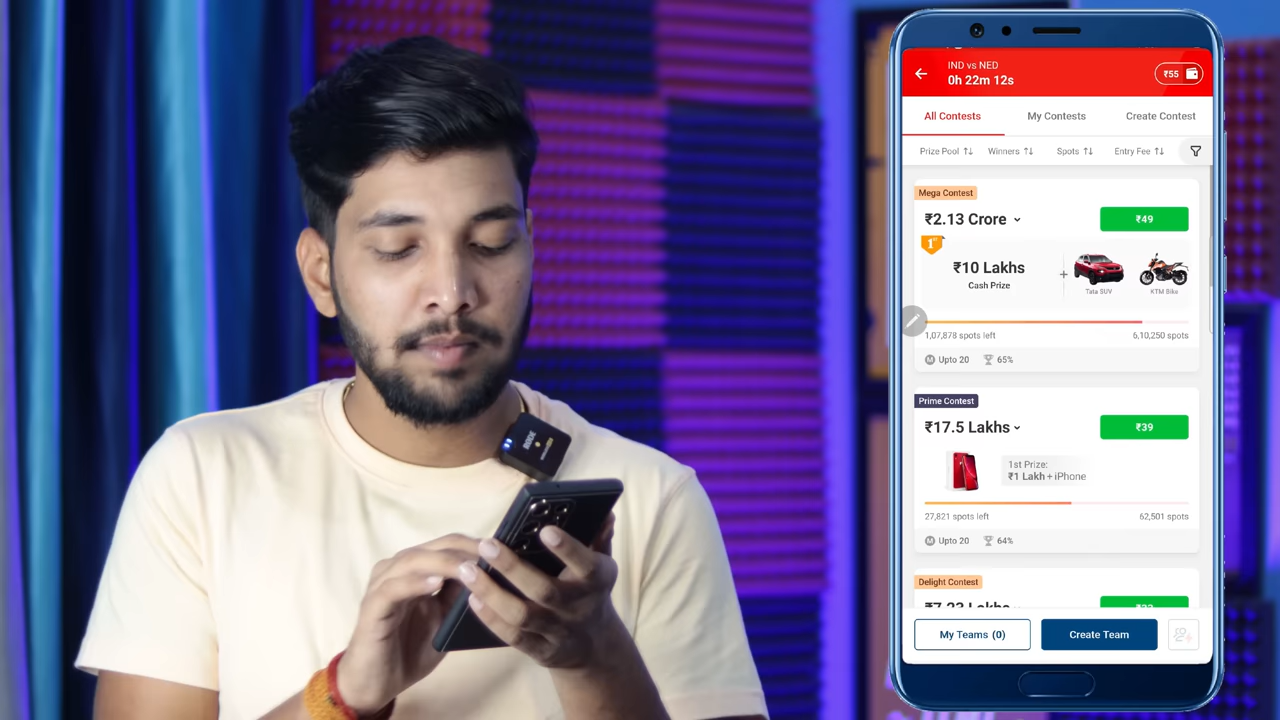 IND vs NED
0h 22m 12s
₹55
All Contests
My Contests
Create Contest
Prize Pool
Winners
Spots
Entry Fee
Mega Contest
₹2.13 Crore
₹49
1st
₹10 Lakhs
Cash Prize
+
Tata SUV
KTM Bike
1,07,878 spots left
6,10,250 spots
M Upto 20
65%
Prime Contest
₹17.5 Lakhs
₹39
1st Prize:
₹1 Lakh + iPhone
27,821 spots left
62,501 spots
M Upto 20
64%
Delight Contest
My Teams (0)
Create Team